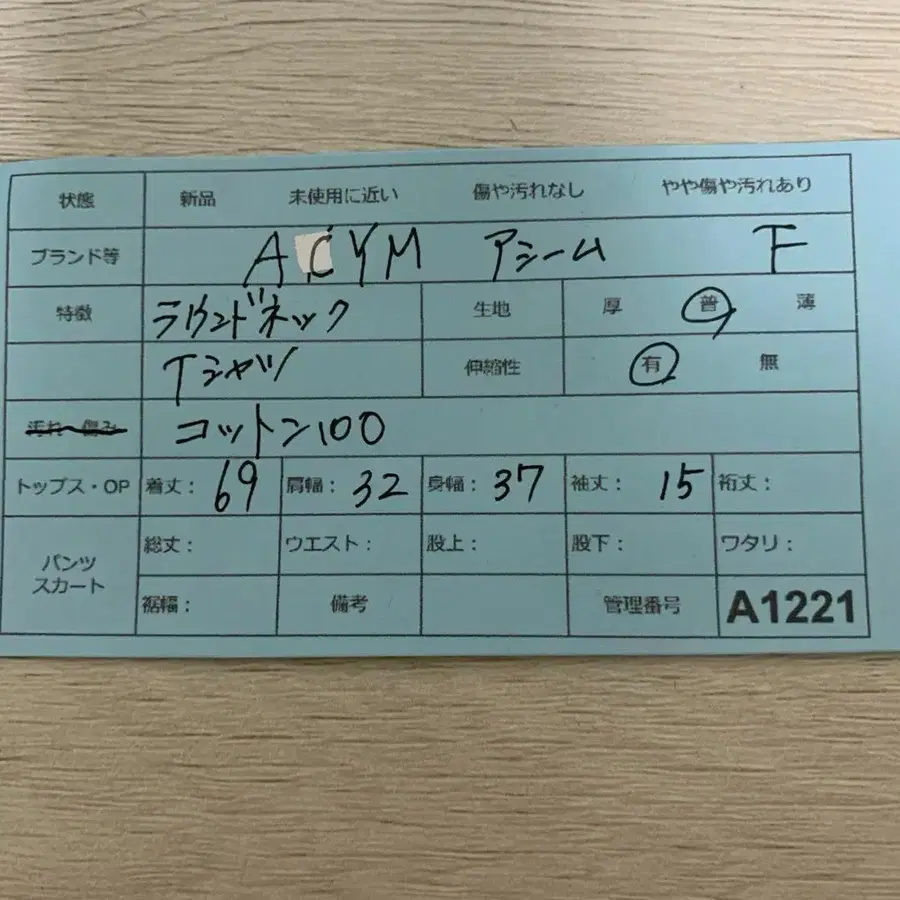 状態 新品 未使用に近い 傷や汚れなし やや傷や汚れあり
ブランド等 ACYM アシーム F
特徴 ラウンドネック 生地 厚 普 薄
Tシャツ 伸縮性 有 無
汚れ・傷み コットン100
トップス・OP 着丈: 69 肩幅: 32 身幅: 37 袖丈: 15 裄丈:
パンツ
スカート
総丈: ウエスト: 股上: 股下: ワタリ:
裾幅: 備考 管理番号 A1221